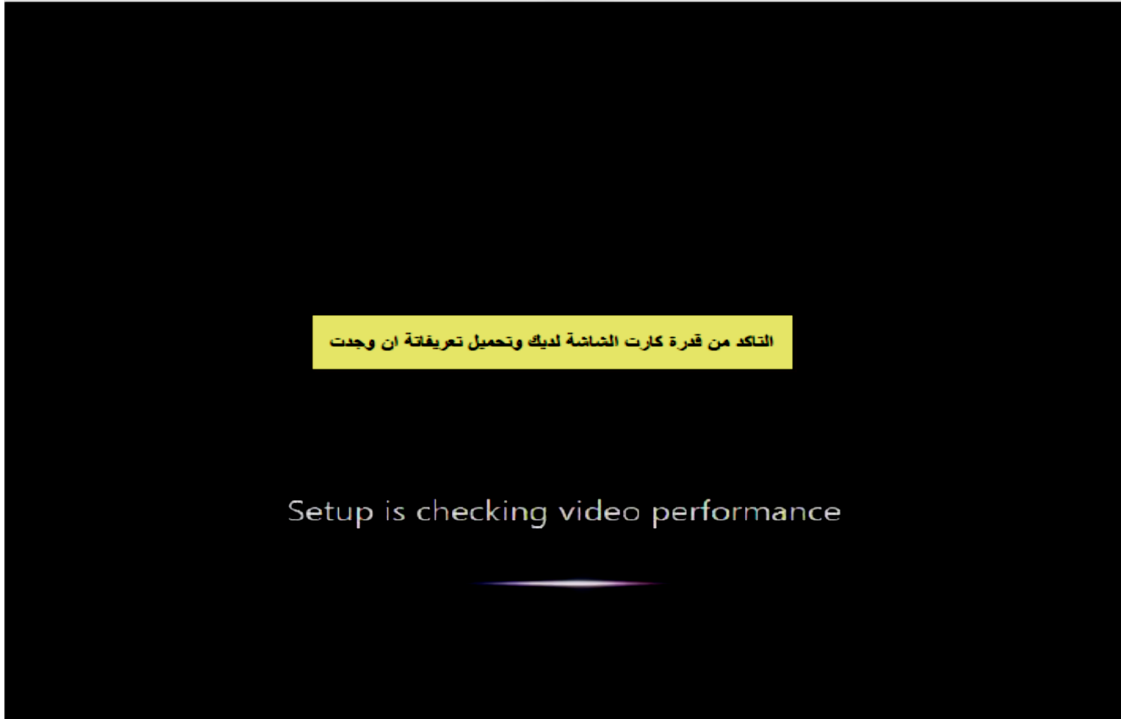 التاكد من قدرة كارت الشاشة لديك وتحميل تعريفاتة ان وجدت
Setup is checking video performance